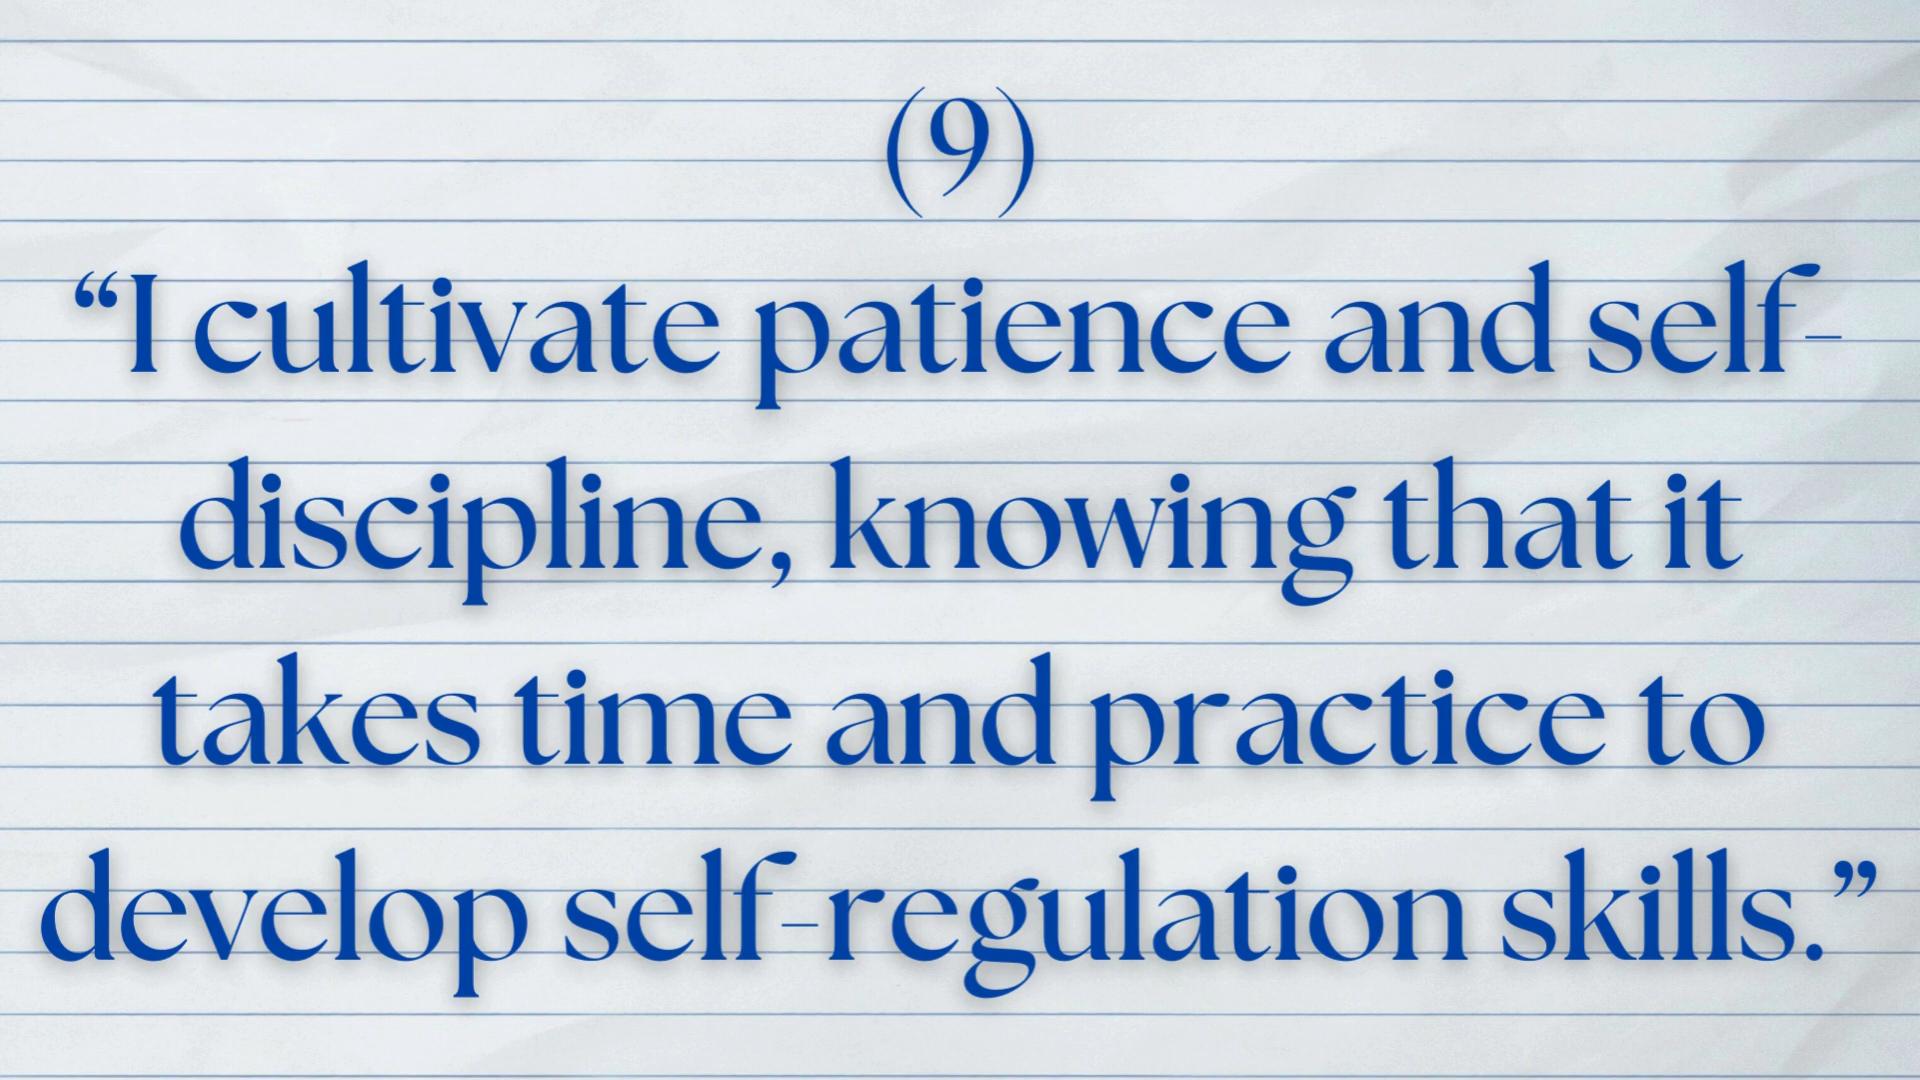 (9)
“I cultivate patience and self-
discipline, knowing that it
takes time and practice to
develop self-regulation skills.”